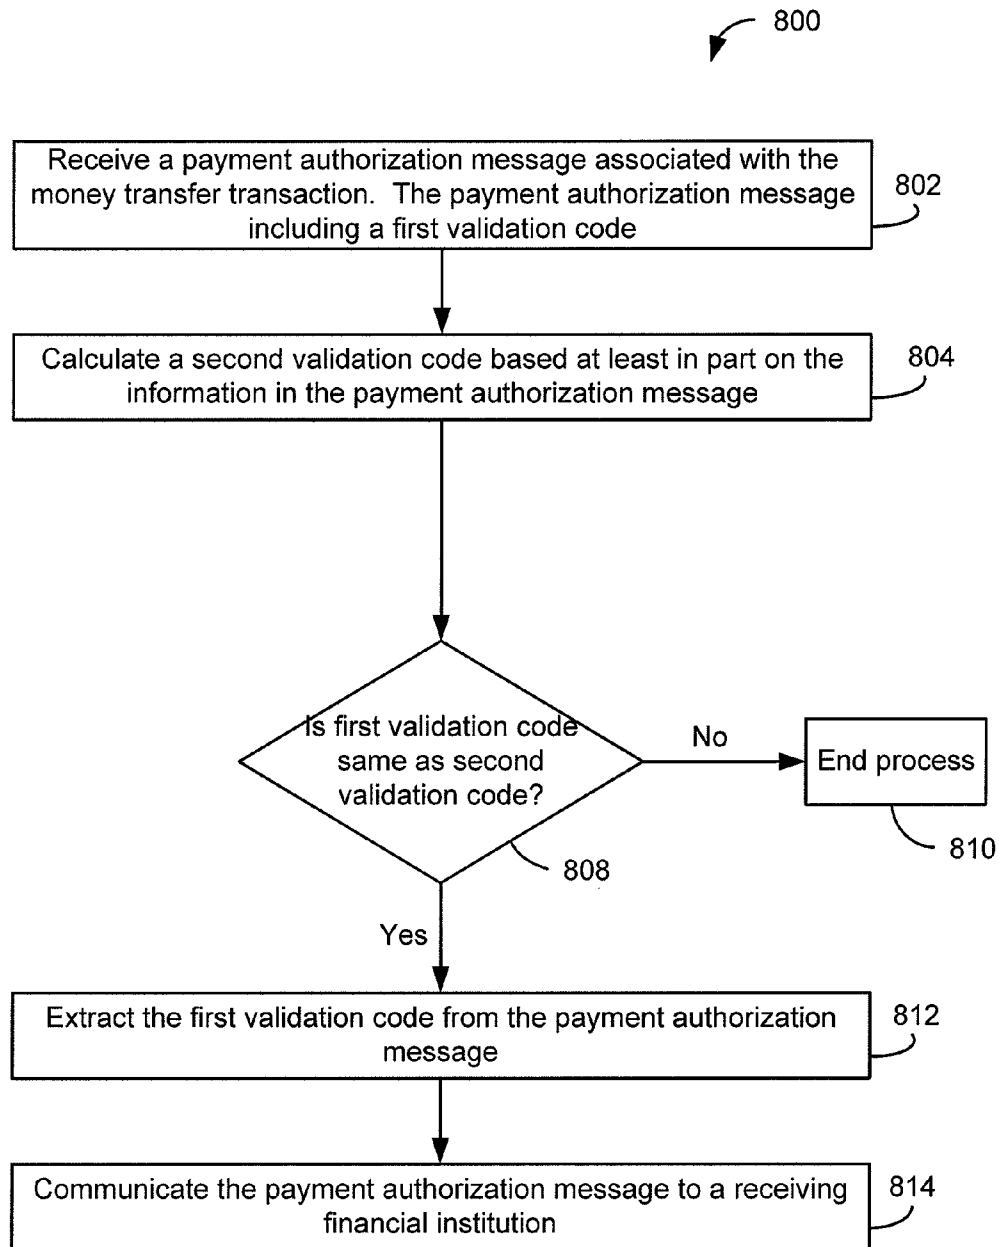 800
Receive a payment authorization message associated with the
money transfer transaction. The payment authorization message
including a first validation code
802
Calculate a second validation code based at least in part on the
information in the payment authorization message
804
Is first validation code
same as second
validation code?
No
End process
810
808
Yes
Extract the first validation code from the payment authorization
message
812
Communicate the payment authorization message to a receiving
financial institution
814